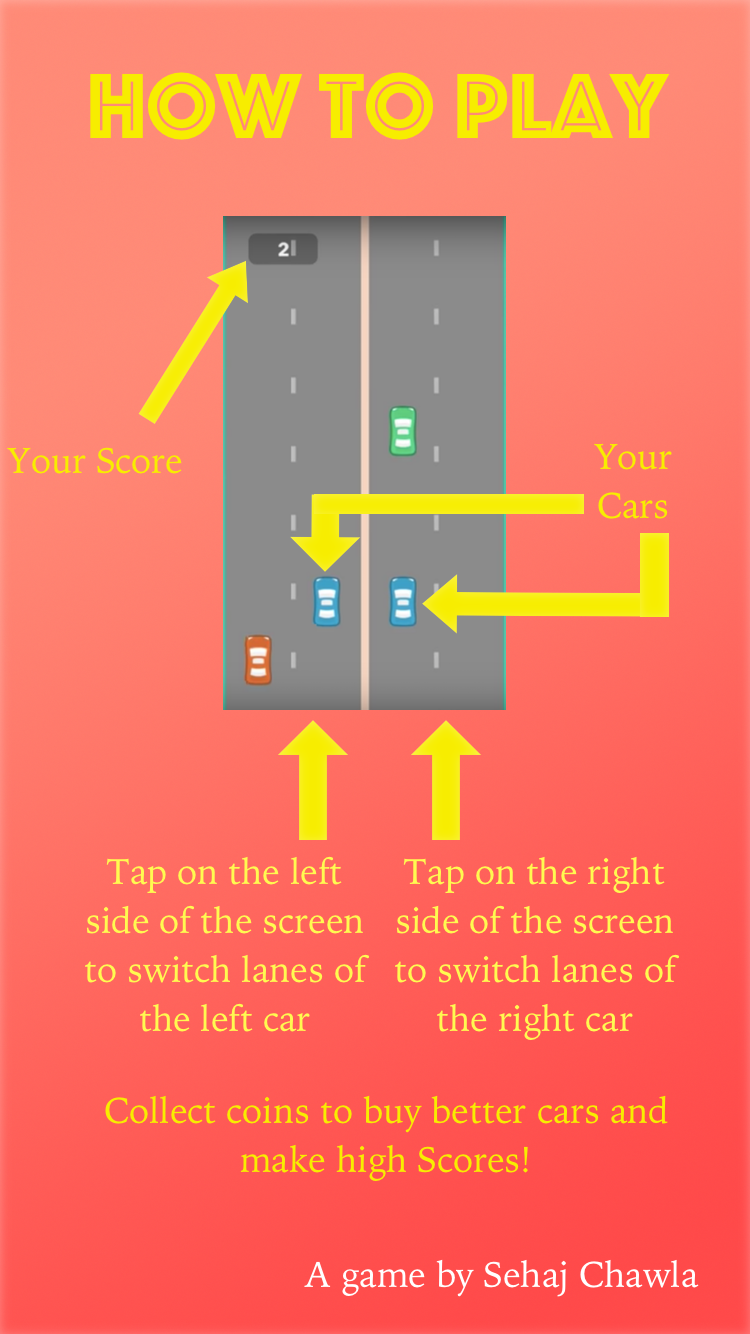 HOW TO PLAY
2
Your Score
Your
Cars
Tap on the left
side of the screen
to switch lanes of
the left car
Tap on the right
side of the screen
to switch lanes of
the right car
Collect coins to buy better cars and
make high Scores!
A game by Sehaj Chawla